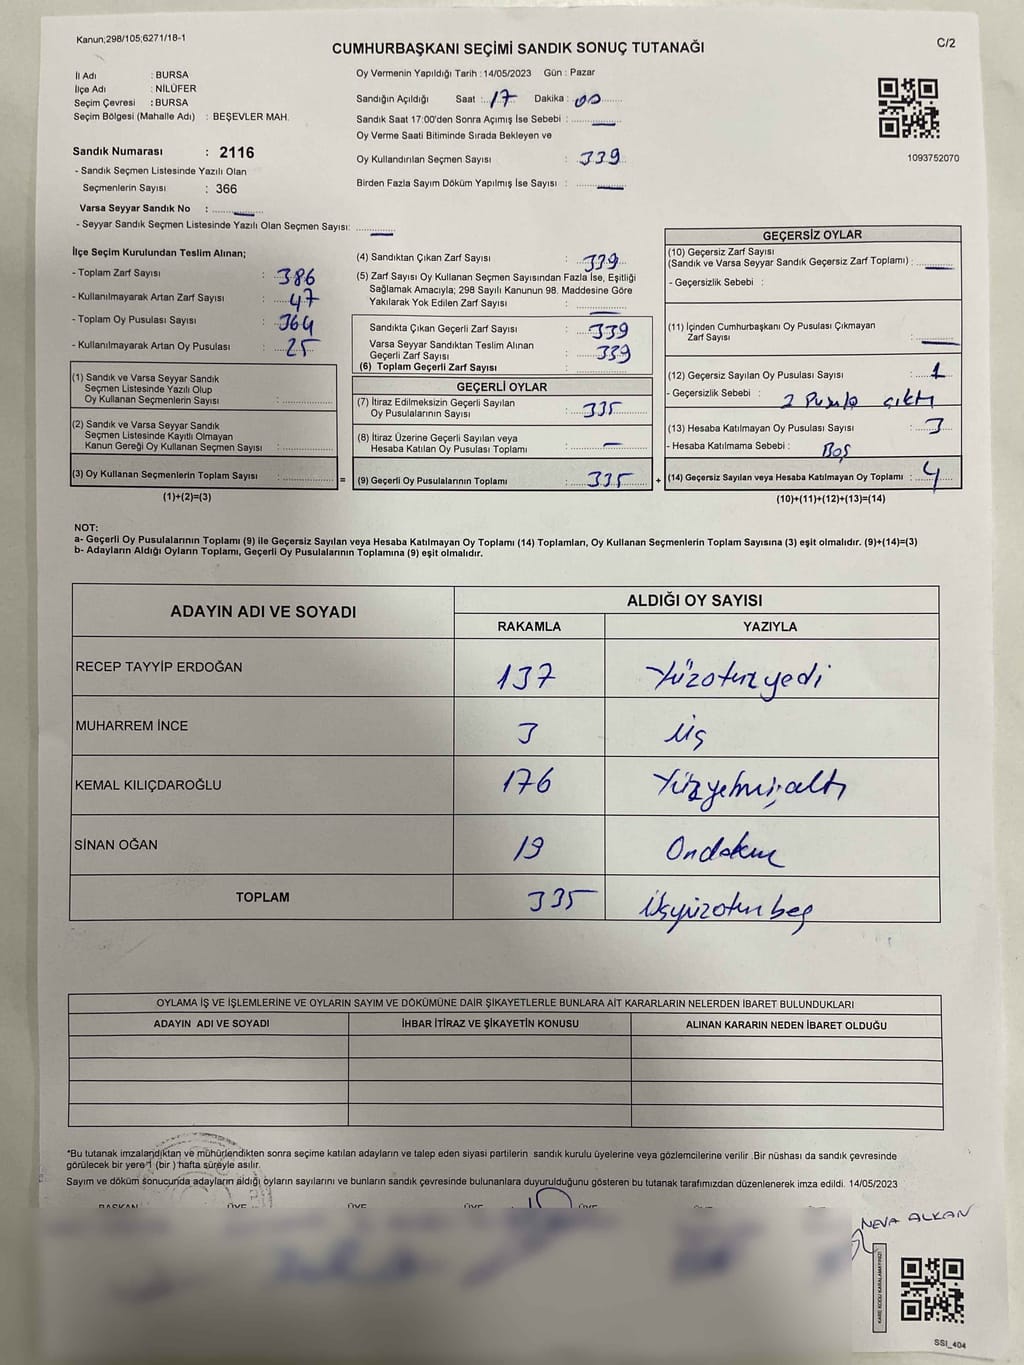 Kanun;298/105;6271/18-1
C/2
CUMHURBAŞKANI SEÇİMİ SANDIK SONUÇ TUTANAĞI
İl Adı : BURSA
İlçe Adı : NİLÜFER
Seçim Çevresi : BURSA
Seçim Bölgesi (Mahalle Adı) : BEŞEVLER MAH.
Sandık Numarası : 2116
- Sandık Seçmen Listesinde Yazılı Olan
Seçmenlerin Sayısı : 366
Varsa Seyyar Sandık No :
- Seyyar Sandık Seçmen Listesinde Yazılı Olan Seçmen Sayısı:
Oy Vermenin Yapıldığı Tarih :14/05/2023 Gün : Pazar
Sandığın Açıldığı Saat : 17 Dakika : 00
Sandık Saat 17:00'den Sonra Açımış İse Sebebi :
Oy Verme Saati Bitiminde Sırada Bekleyen ve
Oy Kullandırılan Seçmen Sayısı : 339
Birden Fazla Sayım Döküm Yapılmış İse Sayısı :
1093752070
İlçe Seçim Kurulundan Teslim Alınan;
- Toplam Zarf Sayısı : 386
- Kullanılmayarak Artan Zarf Sayısı : 47
- Toplam Oy Pusulası Sayısı : 364
- Kullanılmayarak Artan Oy Pusulası : 25
(1) Sandık ve Varsa Seyyar Sandık
Seçmen Listesinde Yazılı Olup
Oy Kullanan Seçmenlerin Sayısı :
(2) Sandık ve Varsa Seyyar Sandık
Seçmen Listesinde Kayıtlı Olmayan
Kanun Gereği Oy Kullanan Seçmen Sayısı :
(3) Oy Kullanan Seçmenlerin Toplam Sayısı :
(1)+(2)=(3)
(4) Sandıktan Çıkan Zarf Sayısı : 339
(5) Zarf Sayısı Oy Kullanan Seçmen Sayısından Fazla İse, Eşitliği
Sağlamak Amacıyla; 298 Sayılı Kanunun 98. Maddesine Göre
Yakılarak Yok Edilen Zarf Sayısı :
Sandıkta Çıkan Geçerli Zarf Sayısı : 339
Varsa Seyyar Sandıktan Teslim Alınan
Geçerli Zarf Sayısı : 339
(6) Toplam Geçerli Zarf Sayısı :
GEÇERLİ OYLAR
(7) İtiraz Edilmeksizin Geçerli Sayılan
Oy Pusulalarının Sayısı : 335
(8) İtiraz Üzerine Geçerli Sayılan veya
Hesaba Katılan Oy Pusulası Toplamı : —
= (9) Geçerli Oy Pusulalarının Toplamı : 335 +
GEÇERSİZ OYLAR
(10) Geçersiz Zarf Sayısı
(Sandık ve Varsa Seyyar Sandık Geçersiz Zarf Toplamı) :
- Geçersizlik Sebebi :
(11) İçinden Cumhurbaşkanı Oy Pusulası Çıkmayan
Zarf Sayısı :
(12) Geçersiz Sayılan Oy Pusulası Sayısı : 1
- Geçersizlik Sebebi : 2 Pusula çıktı
(13) Hesaba Katılmayan Oy Pusulası Sayısı : 3
- Hesaba Katılmama Sebebi : Boş
(14) Geçersiz Sayılan veya Hesaba Katılmayan Oy Toplamı : 4
(10)+(11)+(12)+(13)=(14)
NOT:
a- Geçerli Oy Pusulalarının Toplamı (9) ile Geçersiz Sayılan veya Hesaba Katılmayan Oy Toplamı (14) Toplamları, Oy Kullanan Seçmenlerin Toplam Sayısına (3) eşit olmalıdır. (9)+(14)=(3)
b- Adayların Aldığı Oyların Toplamı, Geçerli Oy Pusulalarının Toplamına (9) eşit olmalıdır.
ADAYIN ADI VE SOYADI ALDIĞI OY SAYISI
RAKAMLA YAZIYLA
RECEP TAYYİP ERDOĞAN 137 Yüzotuzyedi
MUHARREM İNCE 3 üç
KEMAL KILIÇDAROĞLU 176 Yüzyetmişaltı
SİNAN OĞAN 19 Ondokuz
TOPLAM 335 Üçyüzotuzbeş
OYLAMA İŞ VE İŞLEMLERİNE VE OYLARIN SAYIM VE DÖKÜMÜNE DAİR ŞİKAYETLERLE BUNLARA AİT KARARLARIN NELERDEN İBARET BULUNDUKLARI
ADAYIN ADI VE SOYADI İHBAR İTİRAZ VE ŞİKAYETİN KONUSU ALINAN KARARIN NEDEN İBARET OLDUĞU
*Bu tutanak imzalandıktan ve mühürlendikten sonra seçime katılan adayların ve talep eden siyasi partilerin sandık kurulu üyelerine veya gözlemcilerine verilir .Bir nüshası da sandık çevresinde
görülecek bir yere 1 (bir ) hafta süreyle asılır.
Sayım ve döküm sonucunda adayların aldığı oyların sayılarını ve bunların sandık çevresinde bulunanlara duyurulduğunu gösteren bu tutanak tarafımızdan düzenlenerek imza edildi. 14/05/2023
BAŞKAN ÜYE ÜYE ÜYE ÜYE
NEVA ALKAN
KARE KODU KARALAMAYINIZ!
SSI_404